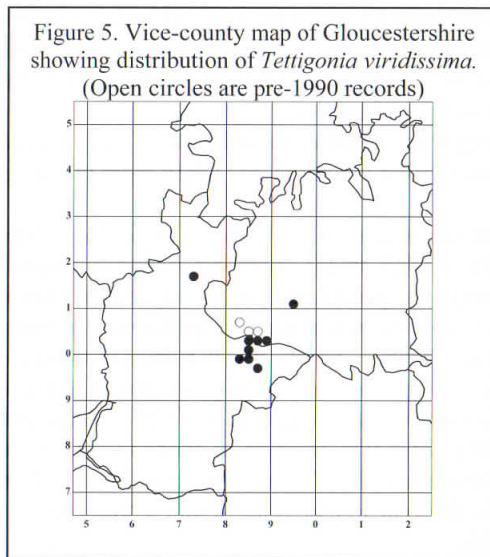 Figure 5. Vice-county map of Gloucestershire
showing distribution of Tettigonia viridissima.
(Open circles are pre-1990 records)
5
4
3
2
1
0
9
8
7
5 6 7 8 9 0 1 2